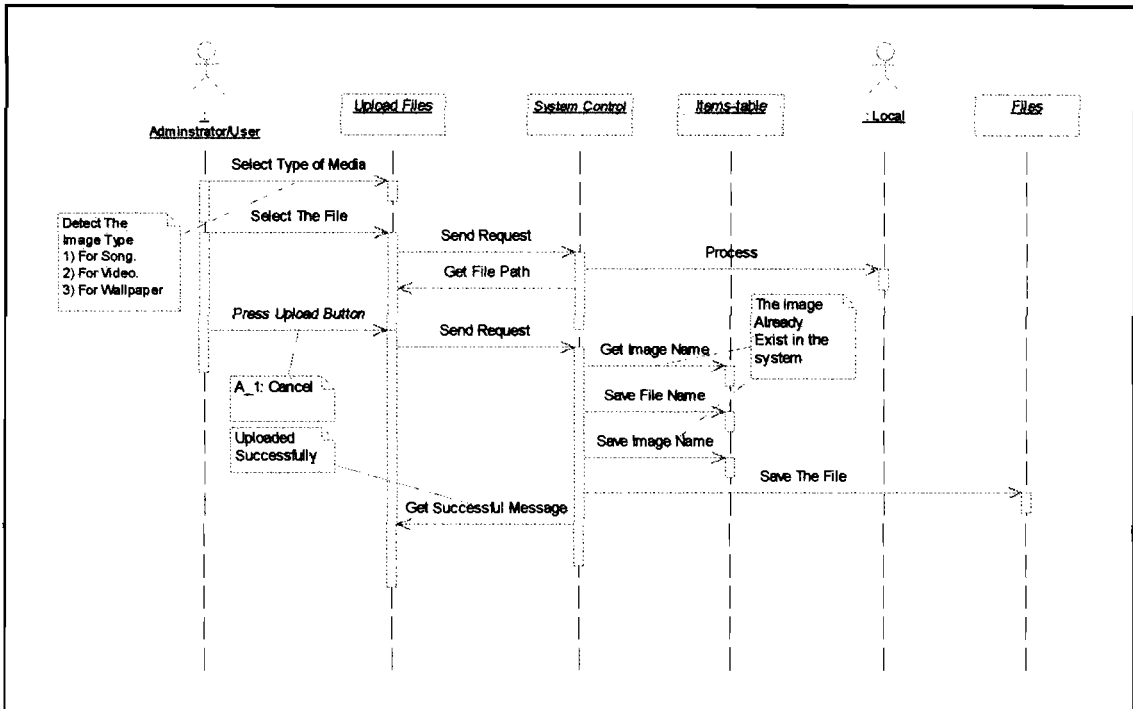 Upload Files
System Control
Items-table
Files
Adminstrator/User
: Local
Select Type of Media
Select The File
Detect The
Image Type
1) For Song.
2) For Video.
3) For Wallpaper
Send Request
Process
Get File Path
Press Upload Button
Send Request
The image
Already
Exist in the
system
Get Image Name
A_1: Cancel
Save File Name
Uploaded
Successfully
Save Image Name
Save The File
Get Successful Message